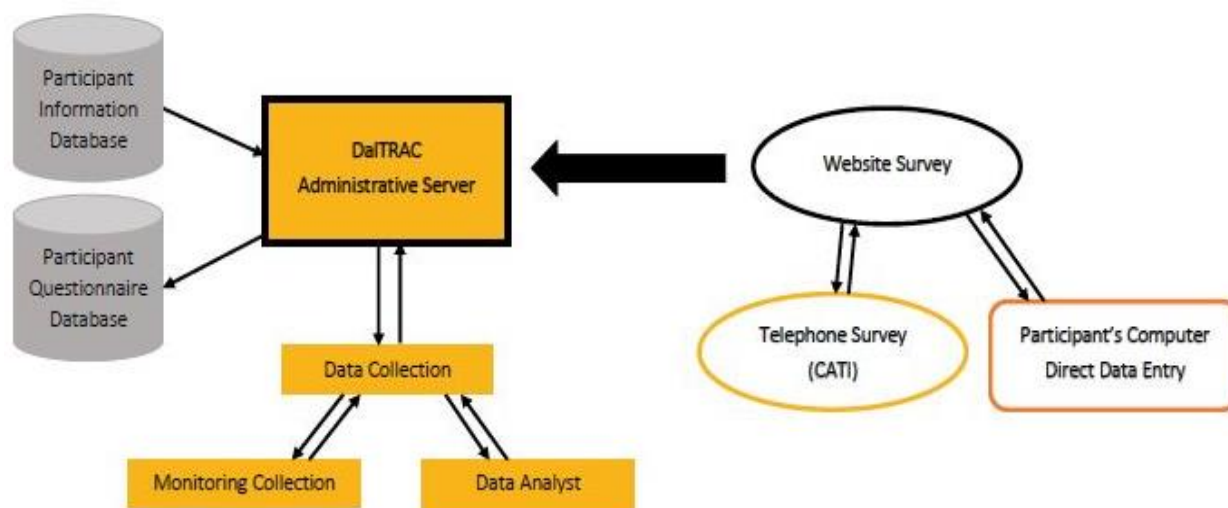 Participant
Information
Database
DalTRAC
Administrative Server
Website Survey
Participant
Questionnaire
Database
Telephone Survey
(CATI)
Participant's Computer
Direct Data Entry
Data Collection
Monitoring Collection
Data Analyst